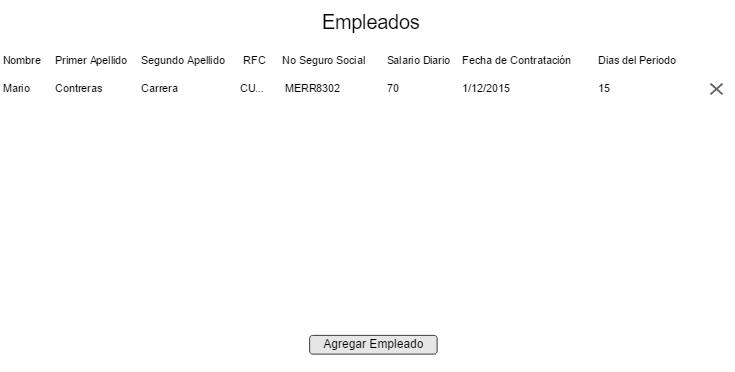 Empleados
Nombre Primer Apellido Segundo Apellido RFC No Seguro Social Salario Diario Fecha de Contratación Dias del Periodo
Mario Contreras Carrera CU... MERR8302 70 1/12/2015 15
Agregar Empleado